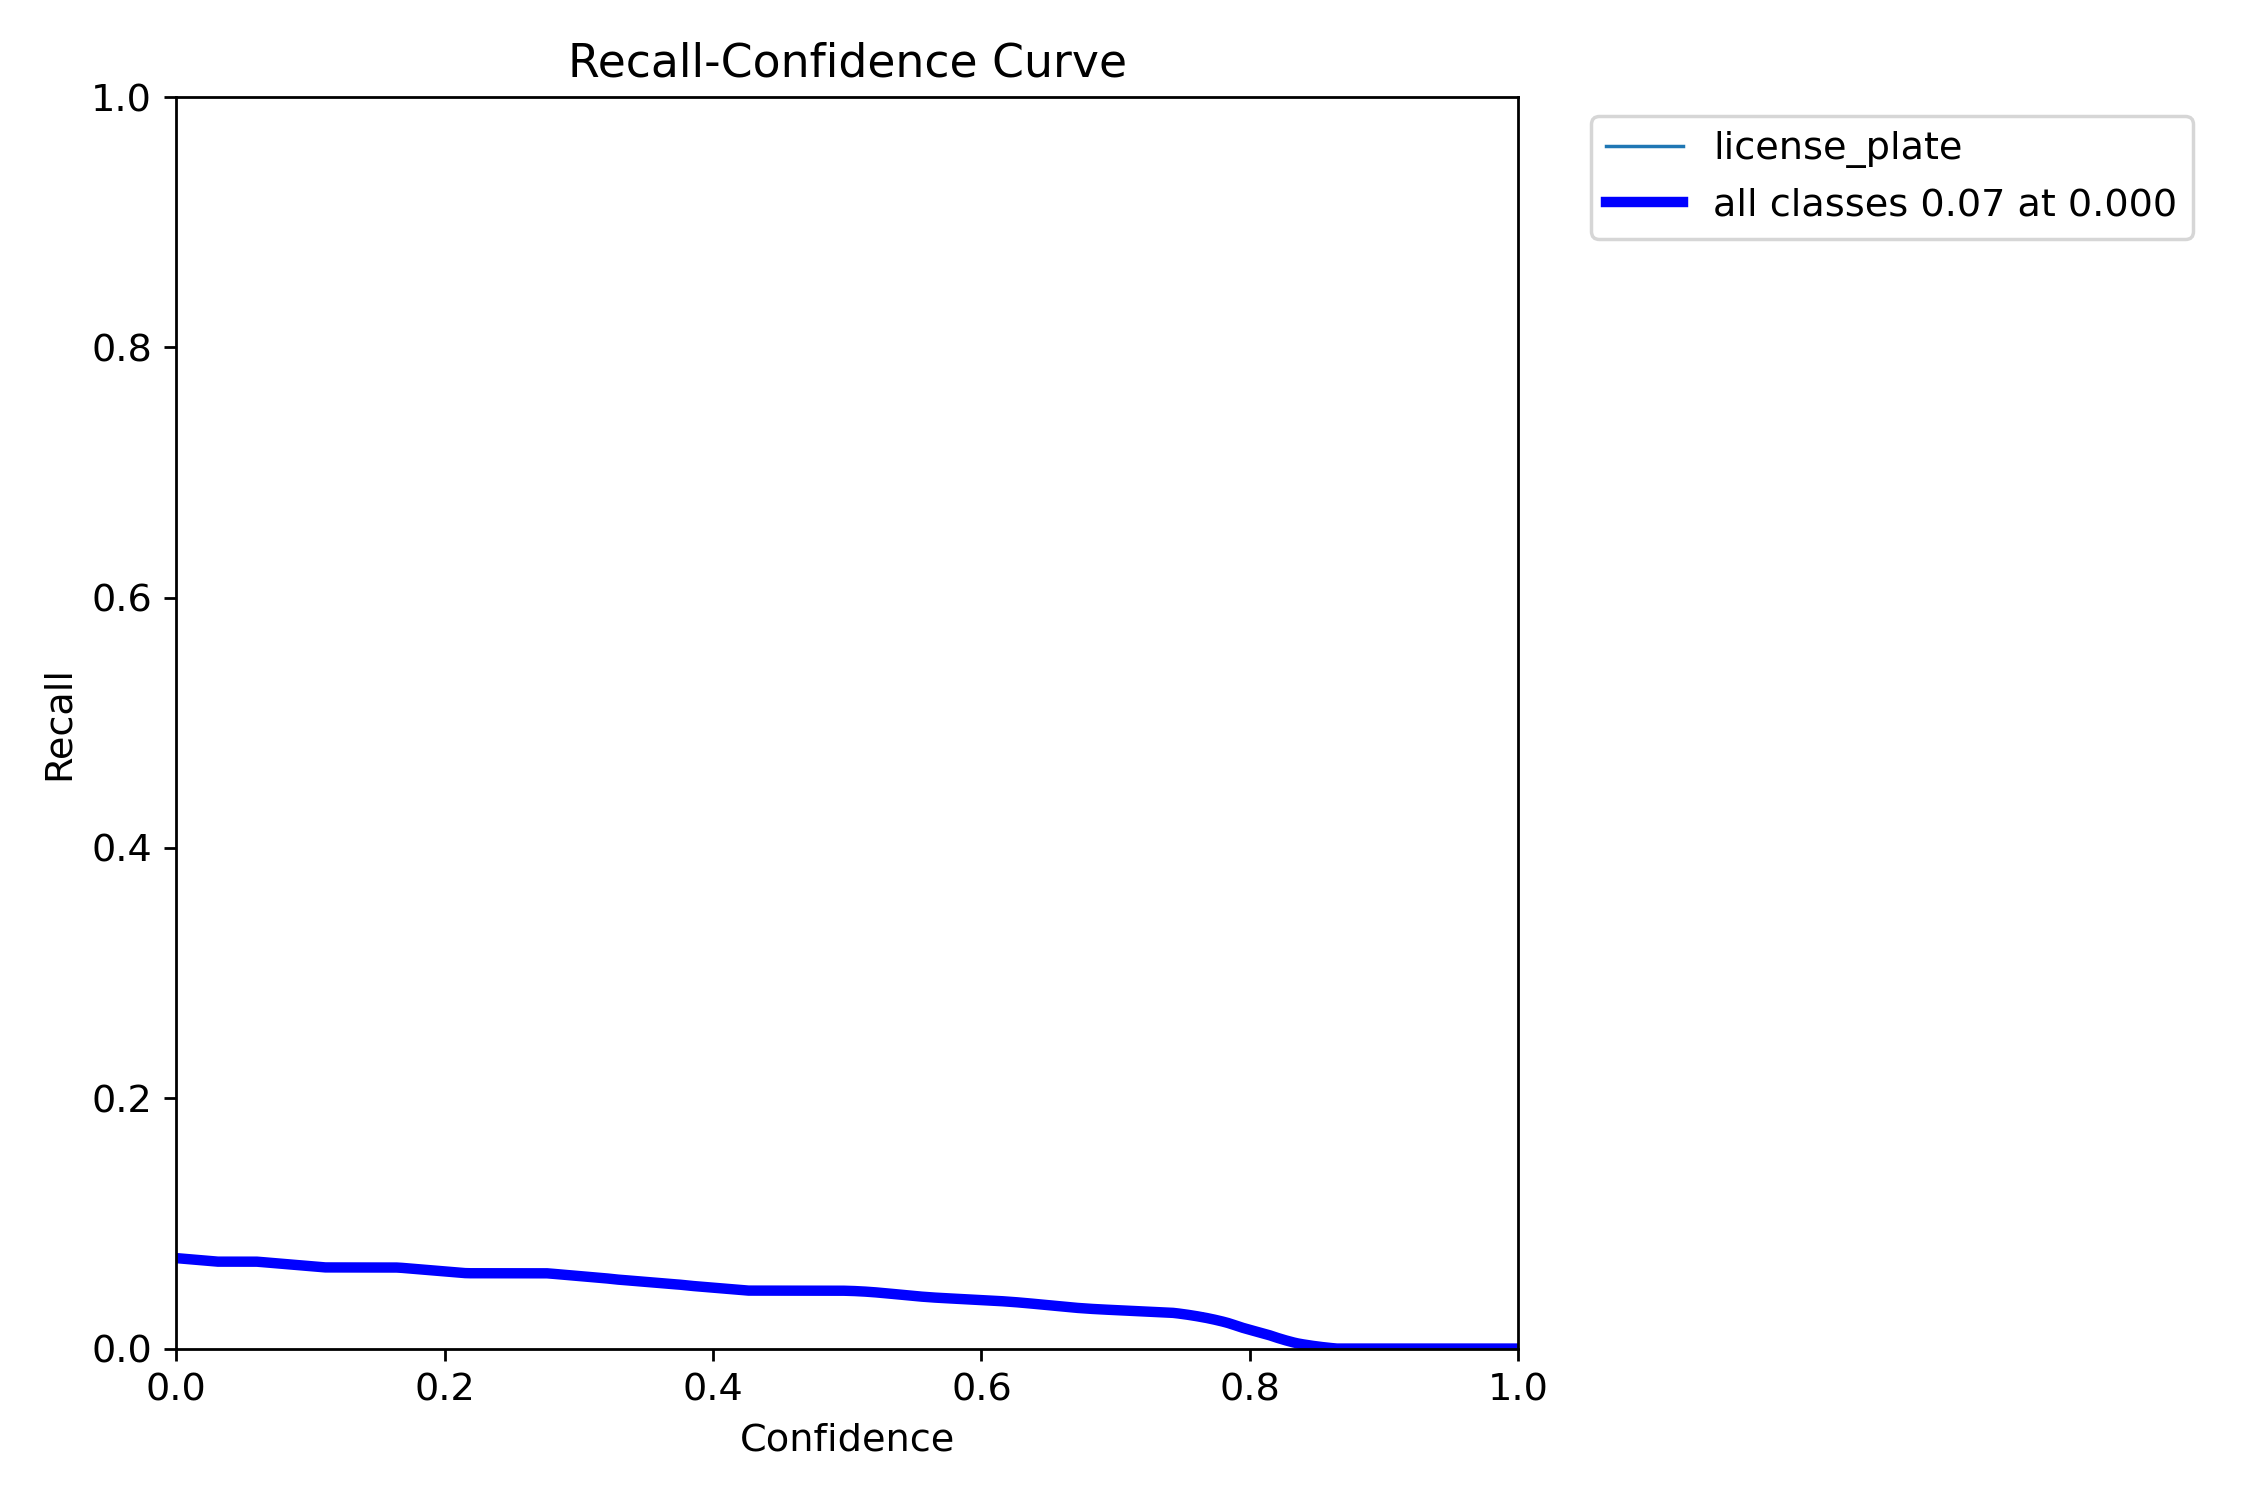 Recall-Confidence Curve
1.0
0.8
0.6
0.4
0.2
0.0
Recall
0.0 0.2 0.4 0.6 0.8 1.0
Confidence
license_plate
all classes 0.07 at 0.000